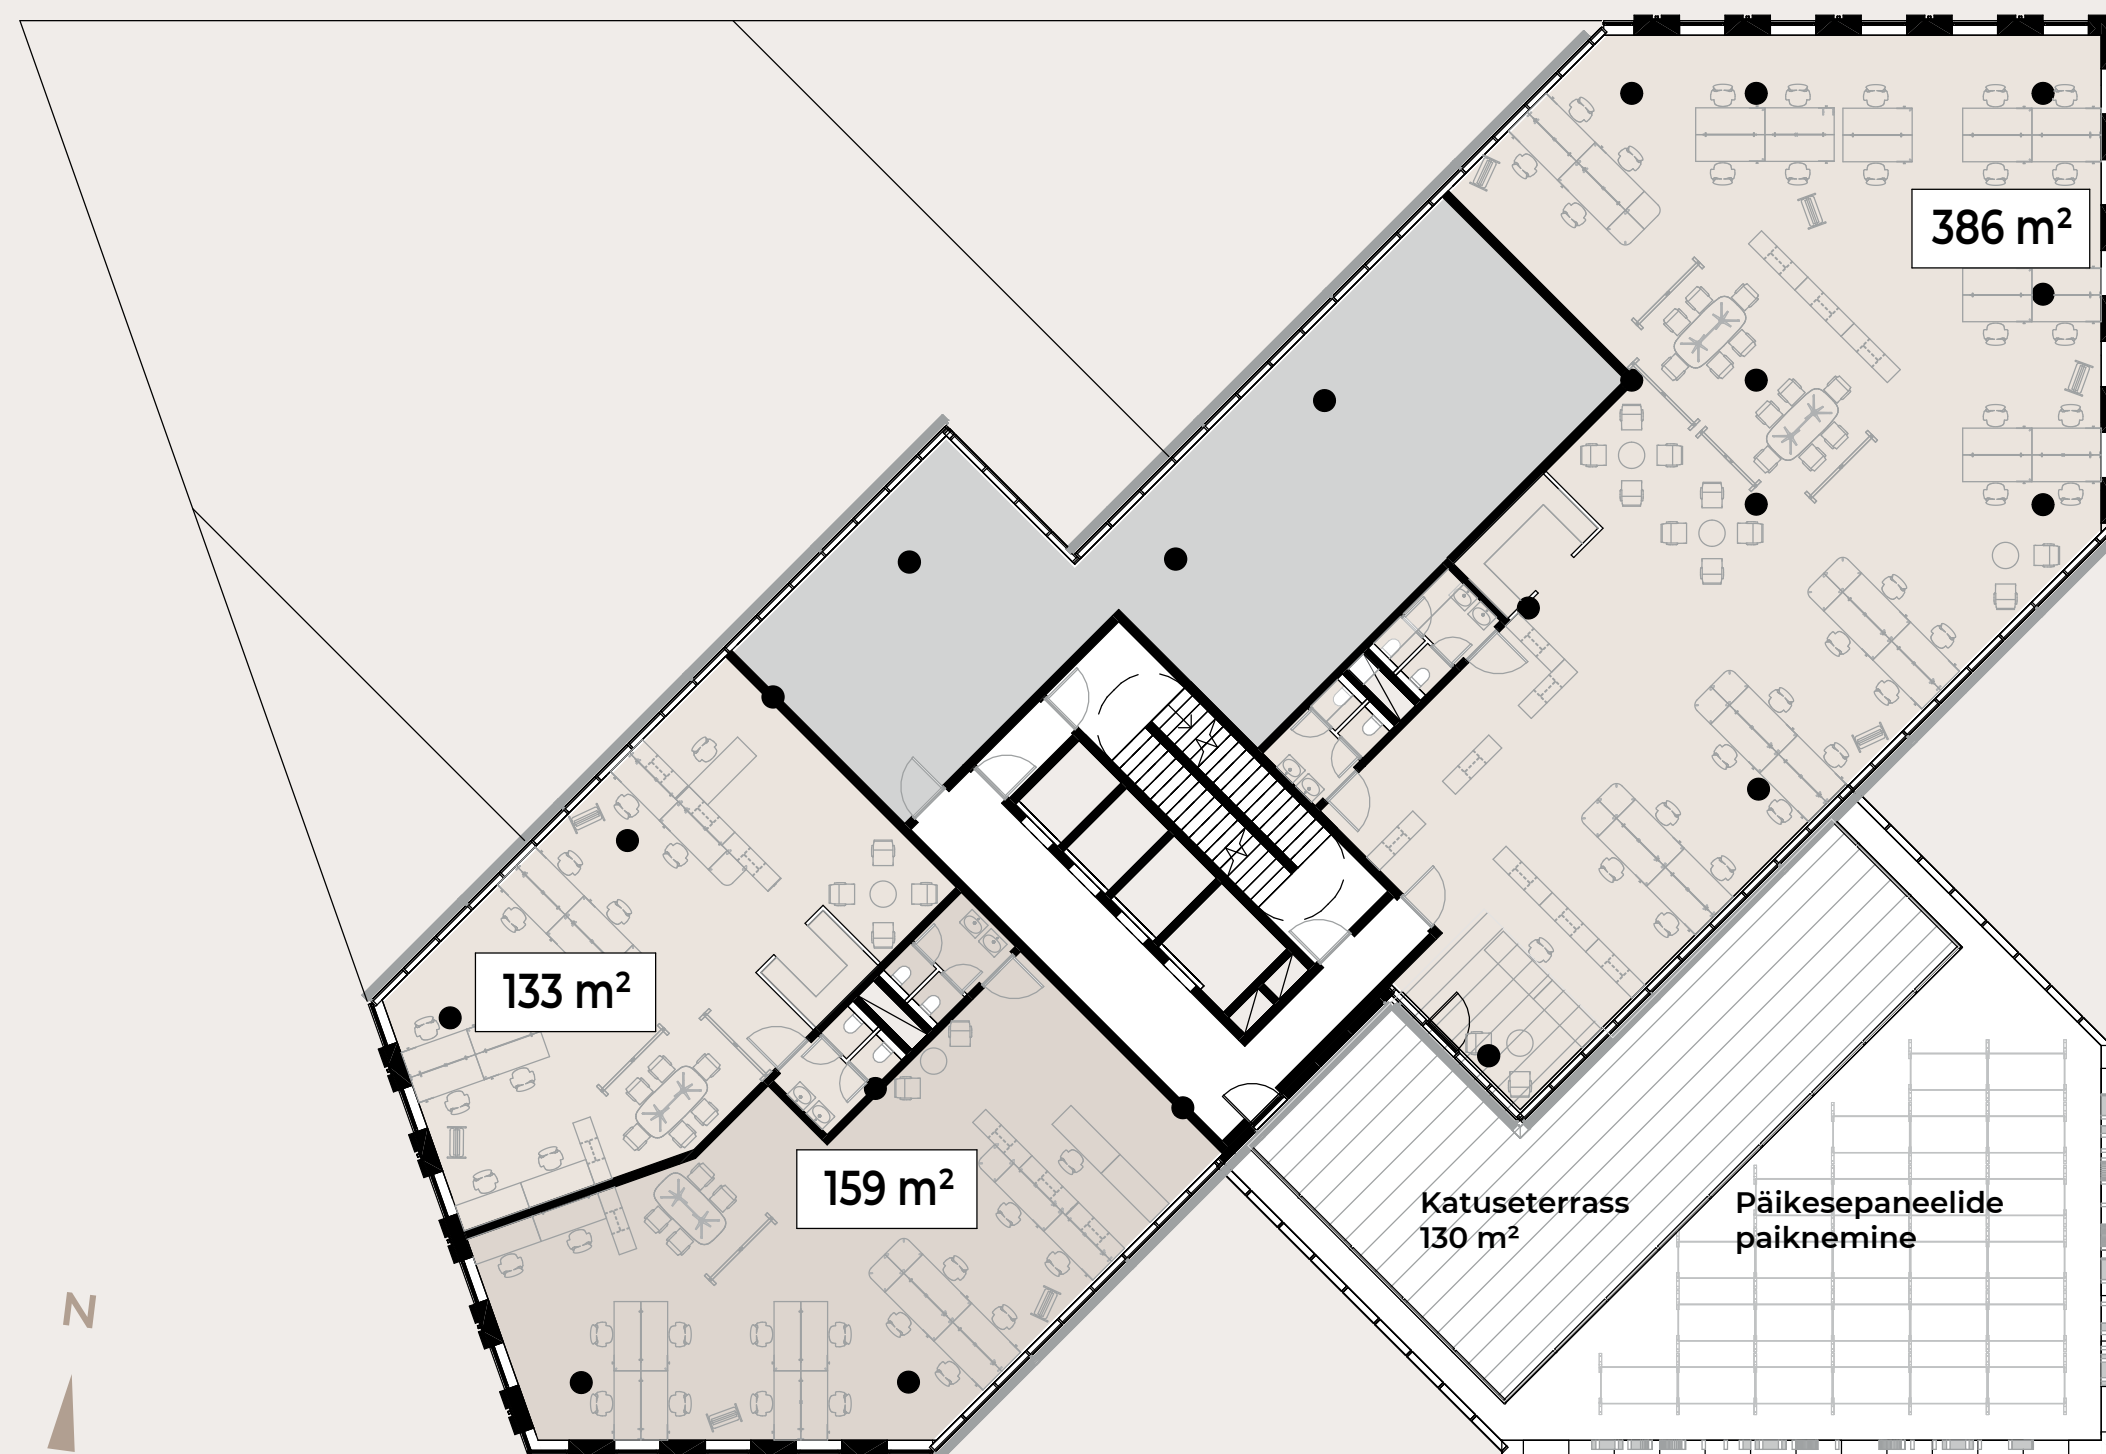 386 m²
133 m²
159 m²
Katuseterrass
130 m²
Päikesepaneelide
paiknemine
N